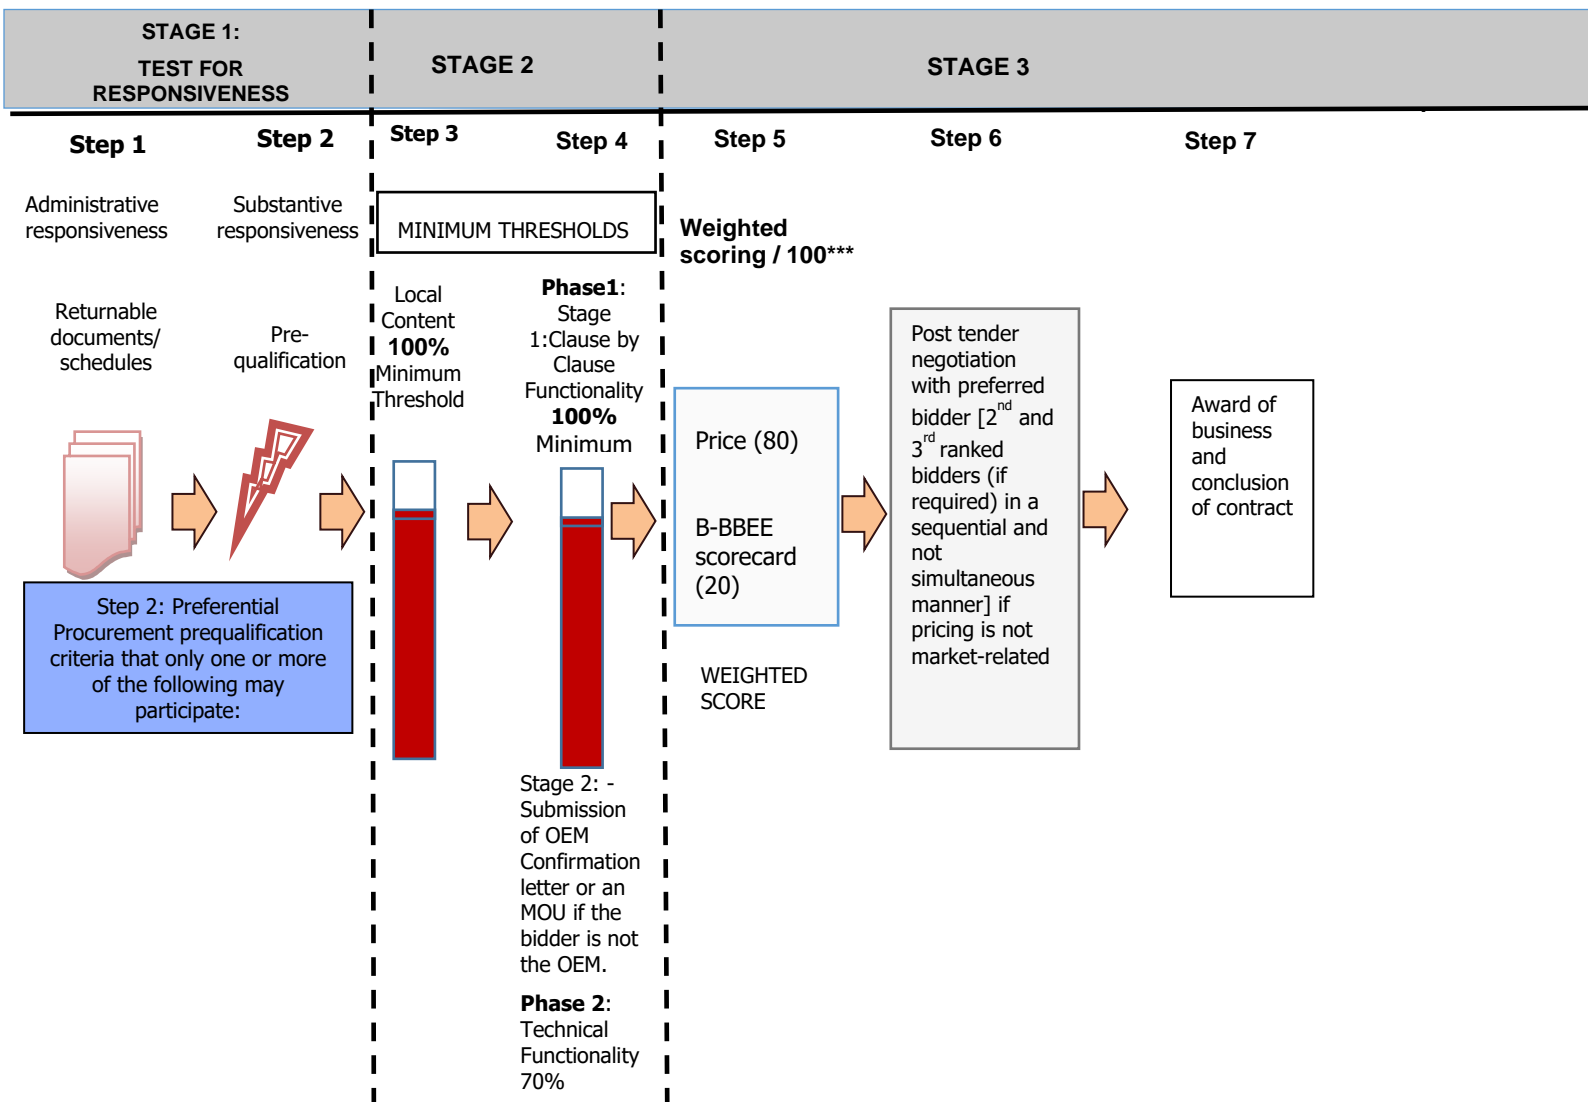 STAGE 1:
TEST FOR
RESPONSIVENESS
STAGE 2
STAGE 3
Step 1
Step 2
Step 3
Step 4
Step 5
Step 6
Step 7
Administrative
responsiveness
Substantive
responsiveness
MINIMUM THRESHOLDS
Weighted
scoring / 100***
Returnable
documents/
schedules
Pre-
qualification
Local
Content
100%
Minimum
Threshold
Phase1:
Stage
1:Clause by
Clause
Functionality
100%
Minimum
Price (80)
B-BBEE
scorecard
(20)
WEIGHTED
SCORE
Post tender
negotiation
with preferred
bidder [2nd and
3rd ranked
bidders (if
required) in a
sequential and
not
simultaneous
manner] if
pricing is not
market-related
Award of
business
and
conclusion
of contract
Step 2: Preferential
Procurement prequalification
criteria that only one or more
of the following may
participate:
Stage 2: -
Submission
of OEM
Confirmation
letter or an
MOU if the
bidder is not
the OEM.
Phase 2:
Technical
Functionality
70%